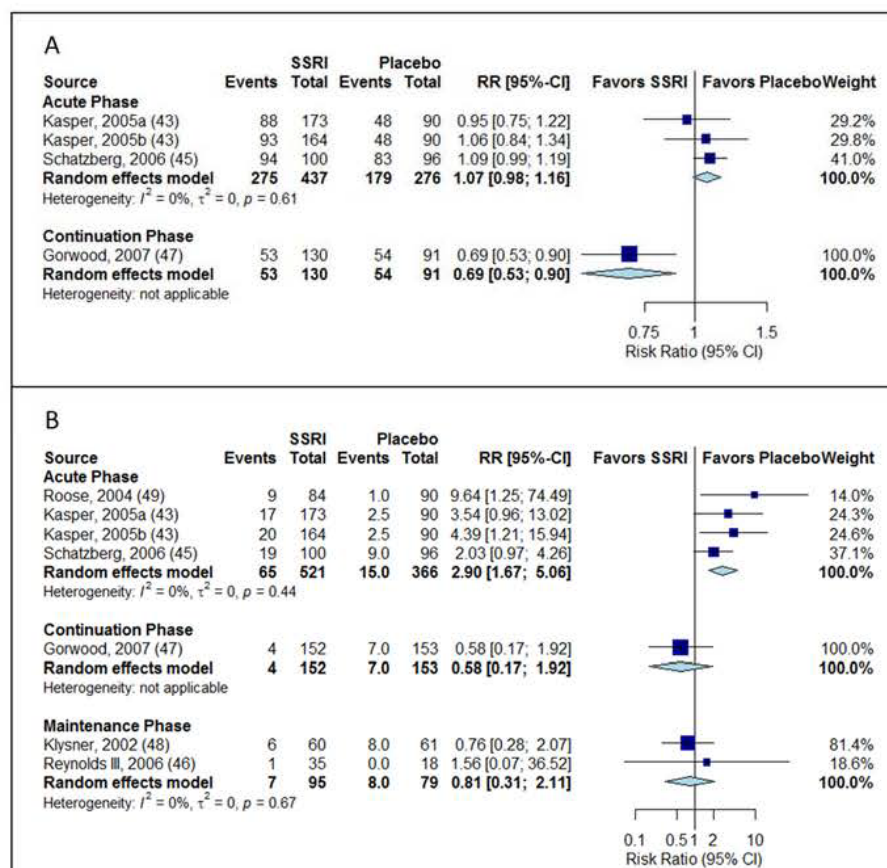 A
SSRI Placebo
Source Events Total Events Total RR [95%-CI] Favors SSRI Favors Placebo Weight
Acute Phase
Kasper, 2005a (43) 88 173 48 90 0.95 [0.75; 1.22] 29.2%
Kasper, 2005b (43) 93 164 48 90 1.06 [0.84; 1.34] 29.8%
Schatzberg, 2006 (45) 94 100 83 96 1.09 [0.99; 1.19] 41.0%
Random effects model 275 437 179 276 1.07 [0.98; 1.16] 100.0%
Heterogeneity: I² = 0%, τ² = 0, p = 0.61
Continuation Phase
Gorwood, 2007 (47) 53 130 54 91 0.69 [0.53; 0.90] 100.0%
Random effects model 53 130 54 91 0.69 [0.53; 0.90] 100.0%
Heterogeneity: not applicable
0.75 1 1.5
Risk Ratio (95% CI)
B
SSRI Placebo
Source Events Total Events Total RR [95%-CI] Favors SSRI Favors Placebo Weight
Acute Phase
Roose, 2004 (49) 9 84 1.0 90 9.64 [1.25; 74.49] 14.0%
Kasper, 2005a (43) 17 173 2.5 90 3.54 [0.96; 13.02] 24.3%
Kasper, 2005b (43) 20 164 2.5 90 4.39 [1.21; 15.94] 24.6%
Schatzberg, 2006 (45) 19 100 9.0 96 2.03 [0.97; 4.26] 37.1%
Random effects model 65 521 15.0 366 2.90 [1.67; 5.06] 100.0%
Heterogeneity: I² = 0%, τ² = 0, p = 0.44
Continuation Phase
Gorwood, 2007 (47) 4 152 7.0 153 0.58 [0.17; 1.92] 100.0%
Random effects model 4 152 7.0 153 0.58 [0.17; 1.92] 100.0%
Heterogeneity: not applicable
Maintenance Phase
Klysner, 2002 (48) 6 60 8.0 61 0.76 [0.28; 2.07] 81.4%
Reynolds III, 2006 (46) 1 35 0.0 18 1.56 [0.07; 36.52] 18.6%
Random effects model 7 95 8.0 79 0.81 [0.31; 2.11] 100.0%
Heterogeneity: I² = 0%, τ² = 0, p = 0.67
0.1 0.5 1 2 10
Risk Ratio (95% CI)